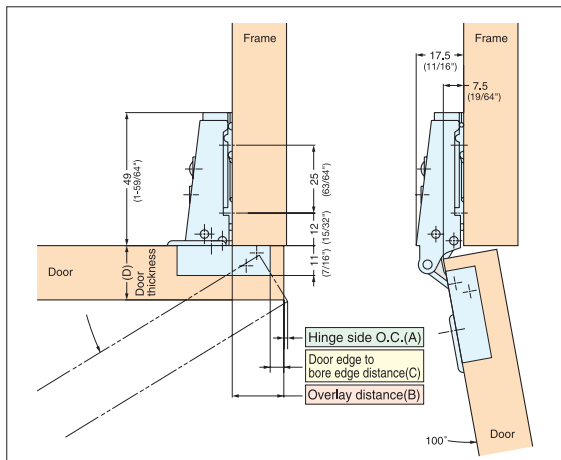 Frame
Frame
17.5
(11/16")
7.5
(19/64")
49
(1-59/64")
25
(63/64")
12
(15/32")
11
(7/16")
Door
Door
thickness
(D)
Hinge side O.C.(A)
Door edge to
bore edge distance(C)
Overlay distance(B)
Door
100°